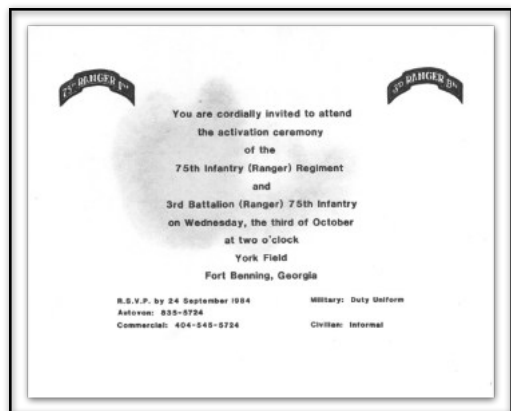 75TH RANGER RGT
3RD RANGER BN
You are cordially invited to attend
the activation ceremony
of the
75th Infantry (Ranger) Regiment
and
3rd Battalion (Ranger) 75th Infantry
on Wednesday, the third of October
at two o'clock
York Field
Fort Benning, Georgia
R.S.V.P. by 24 September 1984
Military: Duty Uniform
Autovon: 835-5724
Commercial: 404-545-5724
Civilian: Informal